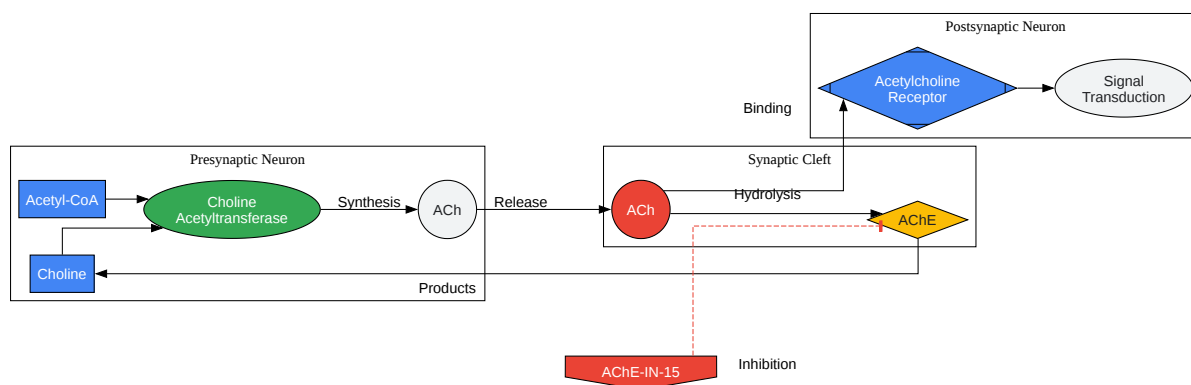 Postsynaptic Neuron
Acetylcholine
Receptor
Signal
Transduction
Binding
Presynaptic Neuron
Synaptic Cleft
Acetyl-CoA
Choline
Acetyltransferase
Synthesis
ACh
Release
ACh
Hydrolysis
AChE
Choline
Products
AChE-IN-15
Inhibition